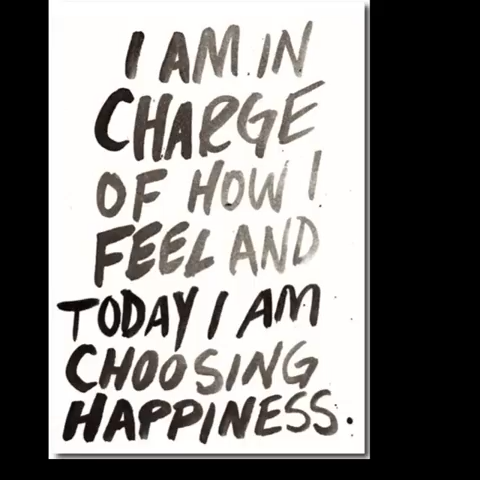 I AM IN
CHARGE
OF HOW I
FEEL AND
TODAY I AM
CHOOSING
HAPPINESS.